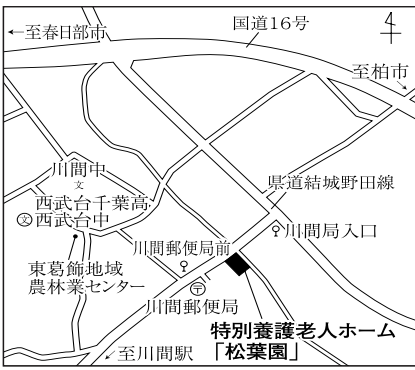 国道16号
←至春日部市
至柏市
川間中
文
西武台千葉高
文 西武台中
県道結城野田線
川間局入口
川間郵便局前
東葛飾地域
農林業センター
川間郵便局
特別養護老人ホーム
「松葉園」
至川間駅